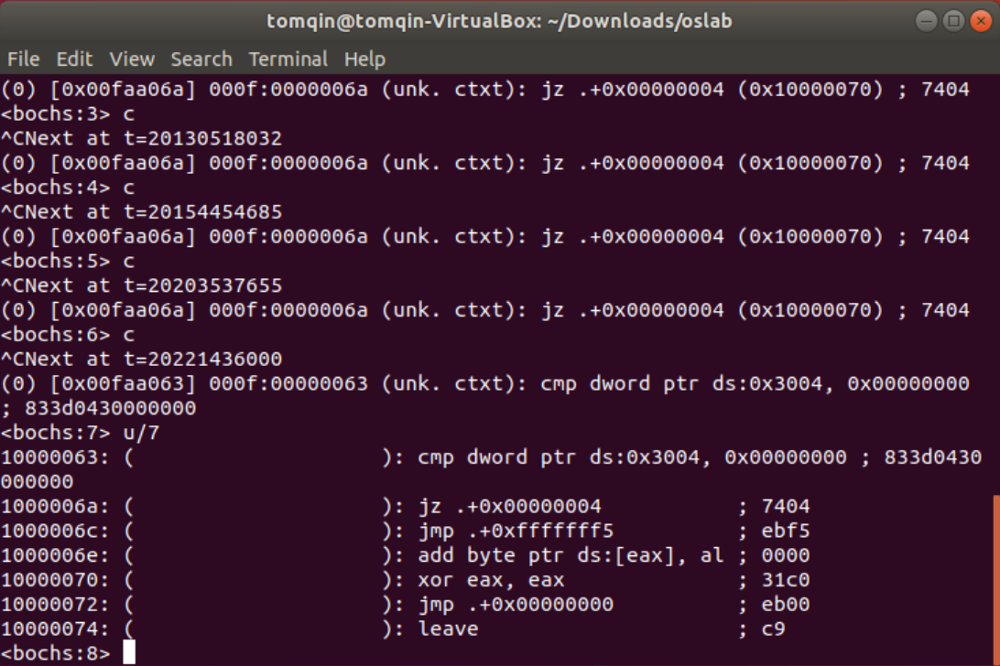 tomqin@tomqin-VirtualBox: ~/Downloads/oslab
File Edit View Search Terminal Help
(0) [0x00faa06a] 000f:0000006a (unk. ctxt): jz .+0x00000004 (0x10000070) ; 7404
<bochs:3> c
^CNext at t=20130518032
(0) [0x00faa06a] 000f:0000006a (unk. ctxt): jz .+0x00000004 (0x10000070) ; 7404
<bochs:4> c
^CNext at t=20154454685
(0) [0x00faa06a] 000f:0000006a (unk. ctxt): jz .+0x00000004 (0x10000070) ; 7404
<bochs:5> c
^CNext at t=20203537655
(0) [0x00faa06a] 000f:0000006a (unk. ctxt): jz .+0x00000004 (0x10000070) ; 7404
<bochs:6> c
^CNext at t=20221436000
(0) [0x00faa063] 000f:00000063 (unk. ctxt): cmp dword ptr ds:0x3004, 0x00000000
; 833d0430000000
<bochs:7> u/7
10000063: (                    ): cmp dword ptr ds:0x3004, 0x00000000 ; 833d0430
000000
1000006a: (                    ): jz .+0x00000004           ; 7404
1000006c: (                    ): jmp .+0xfffffff5          ; ebf5
1000006e: (                    ): add byte ptr ds:[eax], al ; 0000
10000070: (                    ): xor eax, eax              ; 31c0
10000072: (                    ): jmp .+0x00000000          ; eb00
10000074: (                    ): leave                     ; c9
<bochs:8>